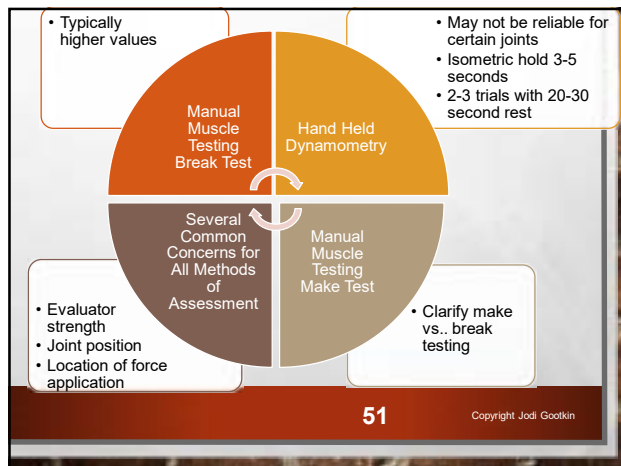 • Typically
higher values
• May not be reliable for
certain joints
• Isometric hold 3-5
seconds
• 2-3 trials with 20-30
second rest
Manual
Muscle
Testing
Break Test
Hand Held
Dynamometry
Several
Common
Concerns for
All Methods
of
Assessment
Manual
Muscle
Testing
Make Test
• Evaluator
strength
• Joint position
• Location of force
application
• Clarify make
vs.. break
testing
51
Copyright Jodi Gootkin